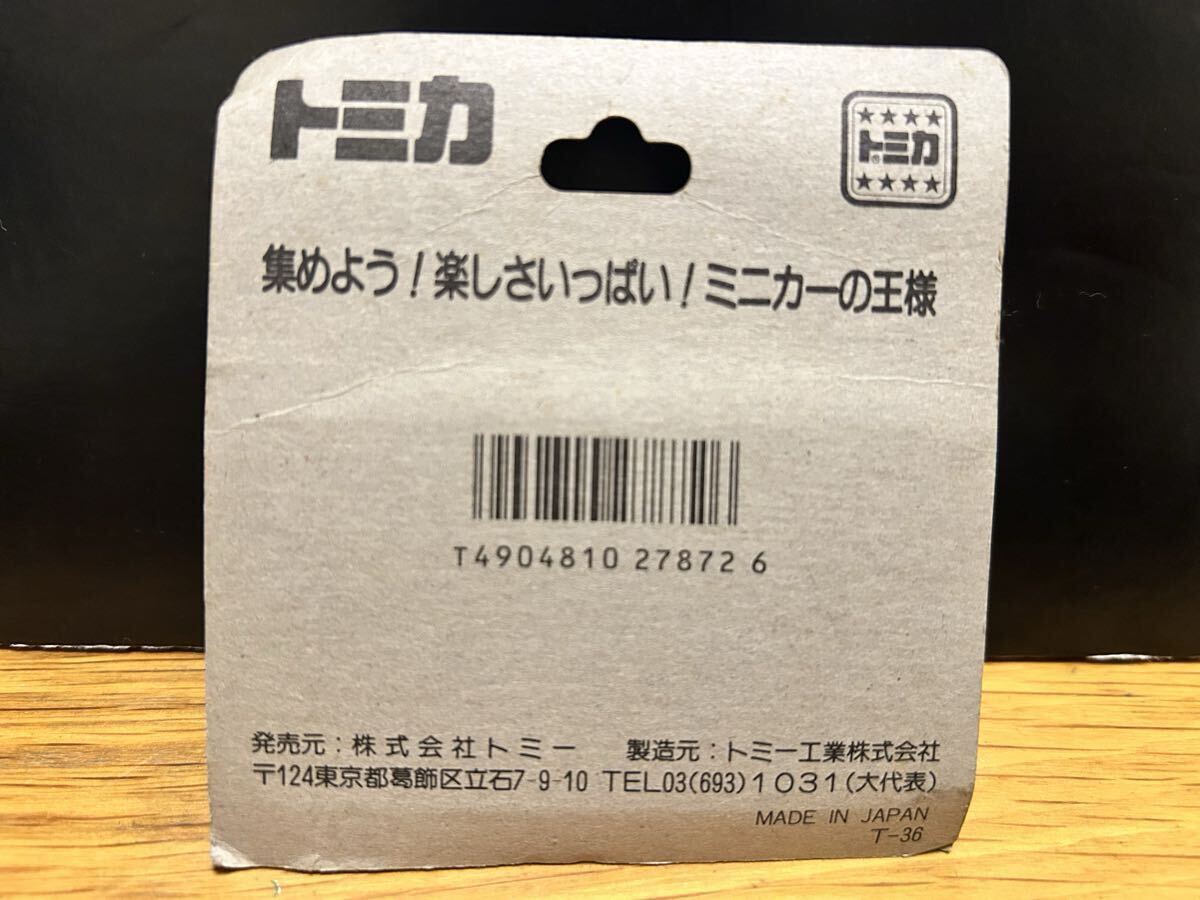 トミカ
★★★★
トミカ®
★★★★
集めよう!楽しさいっぱい!ミニカーの王様
T4904810 27872 6
発売元:株式会社トミー 製造元:トミー工業株式会社
〒124東京都葛飾区立石7-9-10 TEL03(693)1031(大代表)
MADE IN JAPAN
T-36